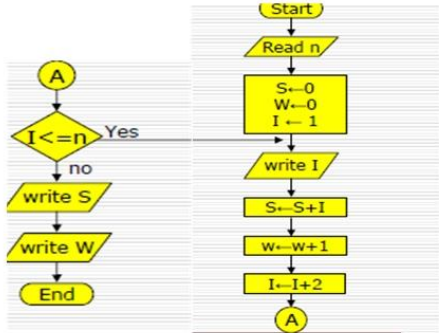 Start
Read n
S←0
W←0
I ← 1
write I
S←S+I
w←w+1
I←I+2
A
A
I<=n
Yes
no
write S
write W
End